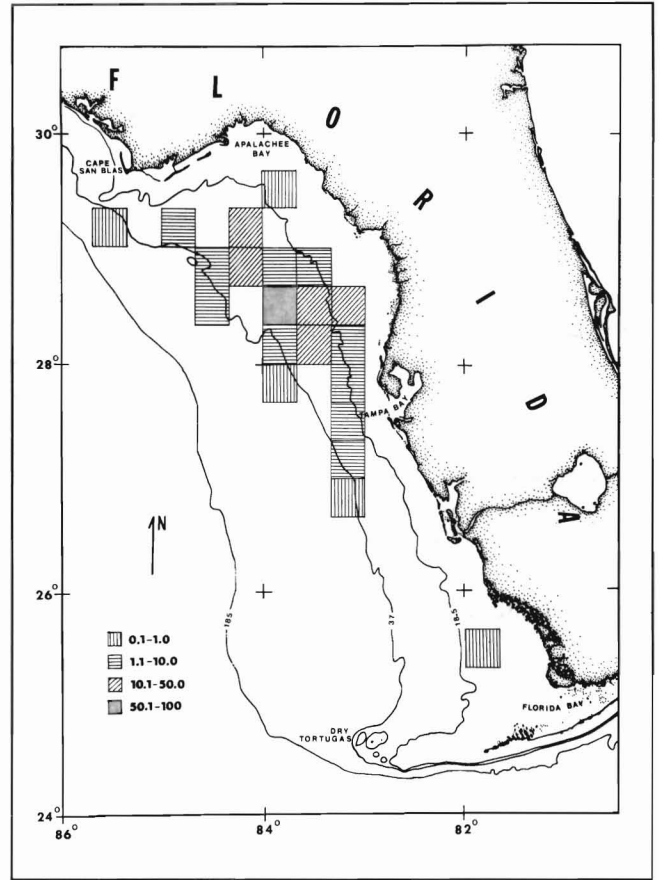 F L O R I D A
30°
APALACHEE
BAY
CAPE
SAN BLAS
28°
TAMPA BAY
N
26°
185
37
18.5
0.1-1.0
1.1-10.0
10.1-50.0
50.1-100
FLORIDA BAY
DRY
TORTUGAS
24°
86° 84° 82°